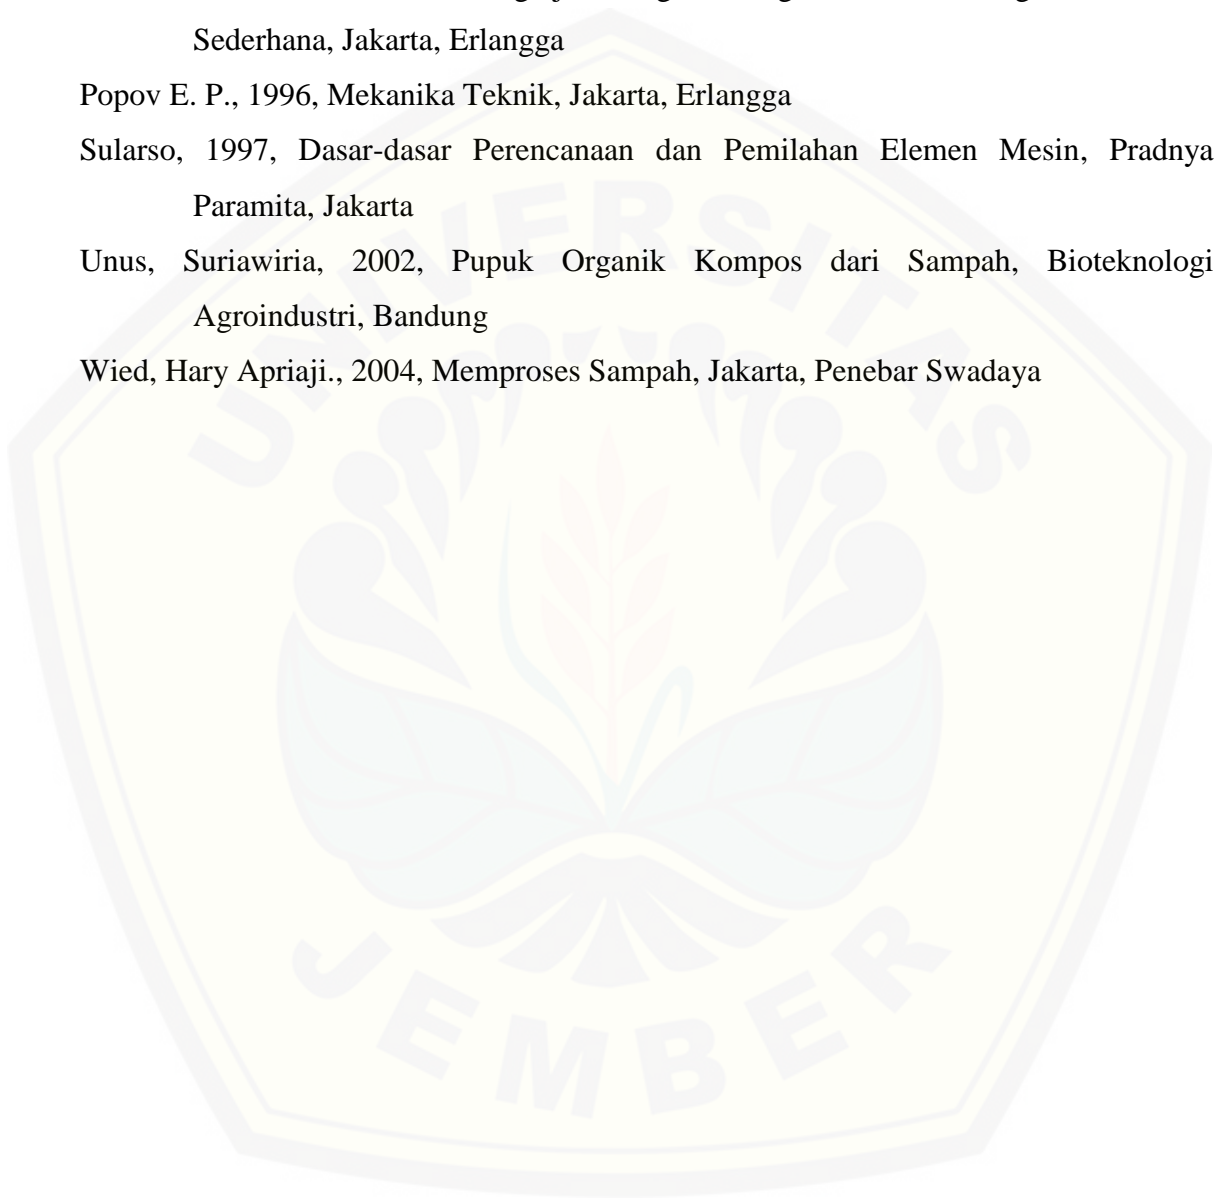 Sederhana, Jakarta, Erlangga
Popov E. P., 1996, Mekanika Teknik, Jakarta, Erlangga
Sularso, 1997, Dasar-dasar Perencanaan dan Pemilahan Elemen Mesin, Pradnya
Paramita, Jakarta
Unus, Suriawiria, 2002, Pupuk Organik Kompos dari Sampah, Bioteknologi
Agroindustri, Bandung
Wied, Hary Apriaji., 2004, Memproses Sampah, Jakarta, Penebar Swadaya
UNIVERSITAS
JEMBER